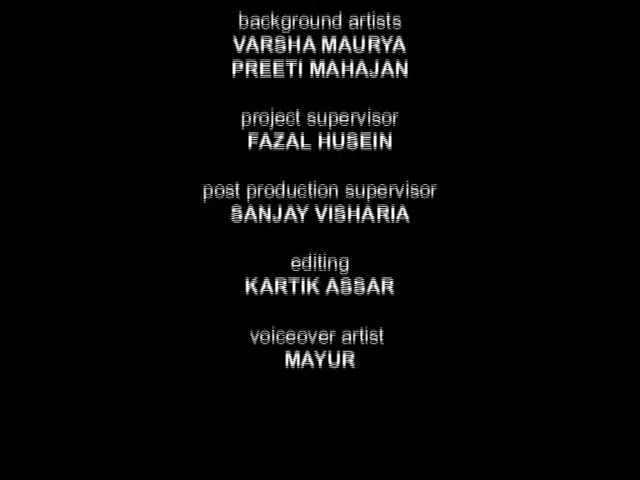 background artists
VARSHA MAURYA
PREETI MAHAJAN
project supervisor
FAZAL HUSEIN
post production supervisor
SANJAY VISHARIA
editing
KARTIK ASSAR
voiceover artist
MAYUR